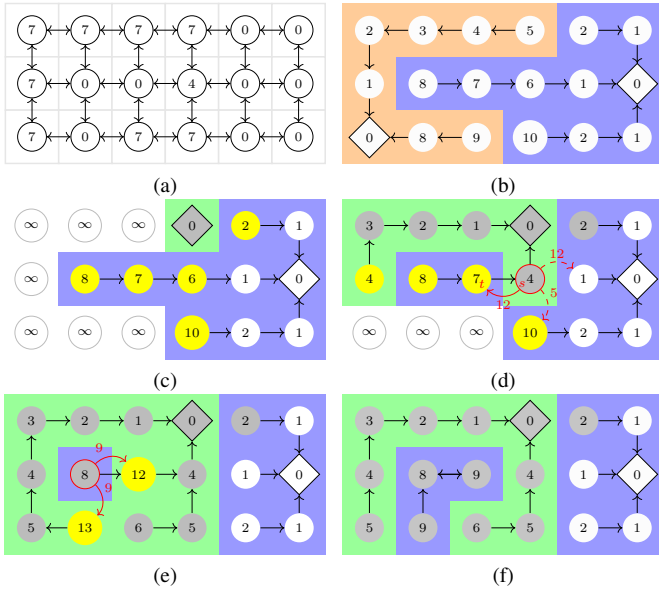 7 7 7 7 0 0 2 3 4 5 2 1
7 0 0 4 0 0 1 8 7 6 1 0
7 0 7 7 0 0 0 8 9 10 2 1
(a) (b)
∞ ∞ ∞ 0 2 1 3 2 1 0 2 1
12
∞ 8 7 6 1 0 4 8 7 t s 4 1 0
12 5
∞ ∞ ∞ 10 2 1 ∞ ∞ ∞ 10 2 1
(c) (d)
3 2 1 0 2 1 3 2 1 0 2 1
9
4 8 12 4 1 0 4 8 9 4 1 0
9
5 13 6 5 2 1 5 9 6 5 2 1
(e) (f)